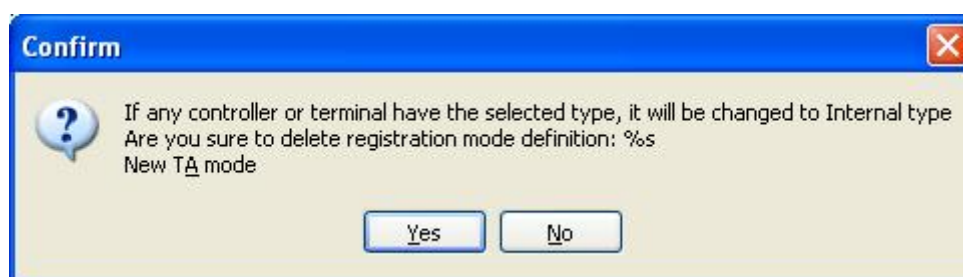 Confirm
If any controller or terminal have the selected type, it will be changed to Internal type
Are you sure to delete registration mode definition: %s
New TA mode
Yes
No